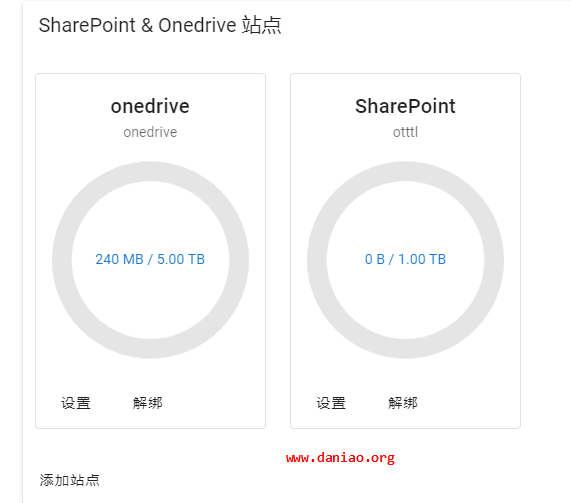 SharePoint & Onedrive 站点
onedrive
onedrive
240 MB / 5.00 TB
设置 解绑
SharePoint
otttl
0 B / 1.00 TB
设置 解绑
www.daniao.org
添加站点